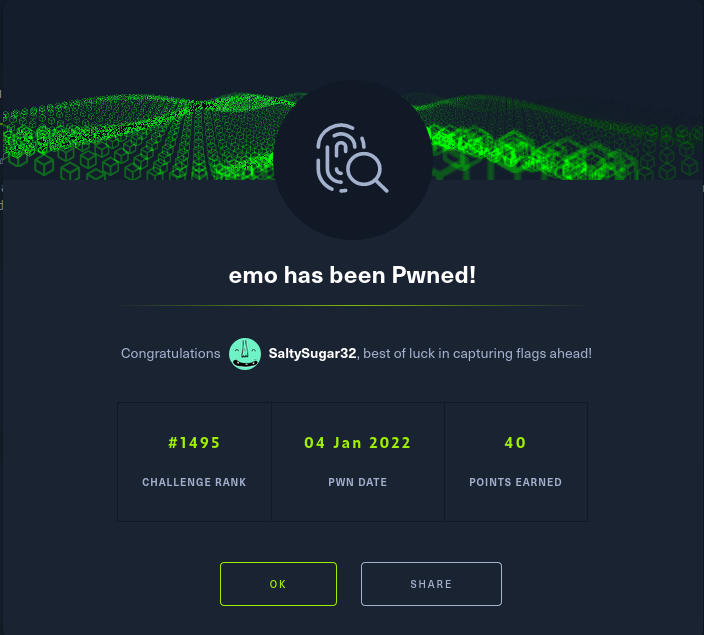 emo has been Pwned!
Congratulations SaltySugar32, best of luck in capturing flags ahead!
#1495 04 Jan 2022 40
CHALLENGE RANK PWN DATE POINTS EARNED
OK SHARE